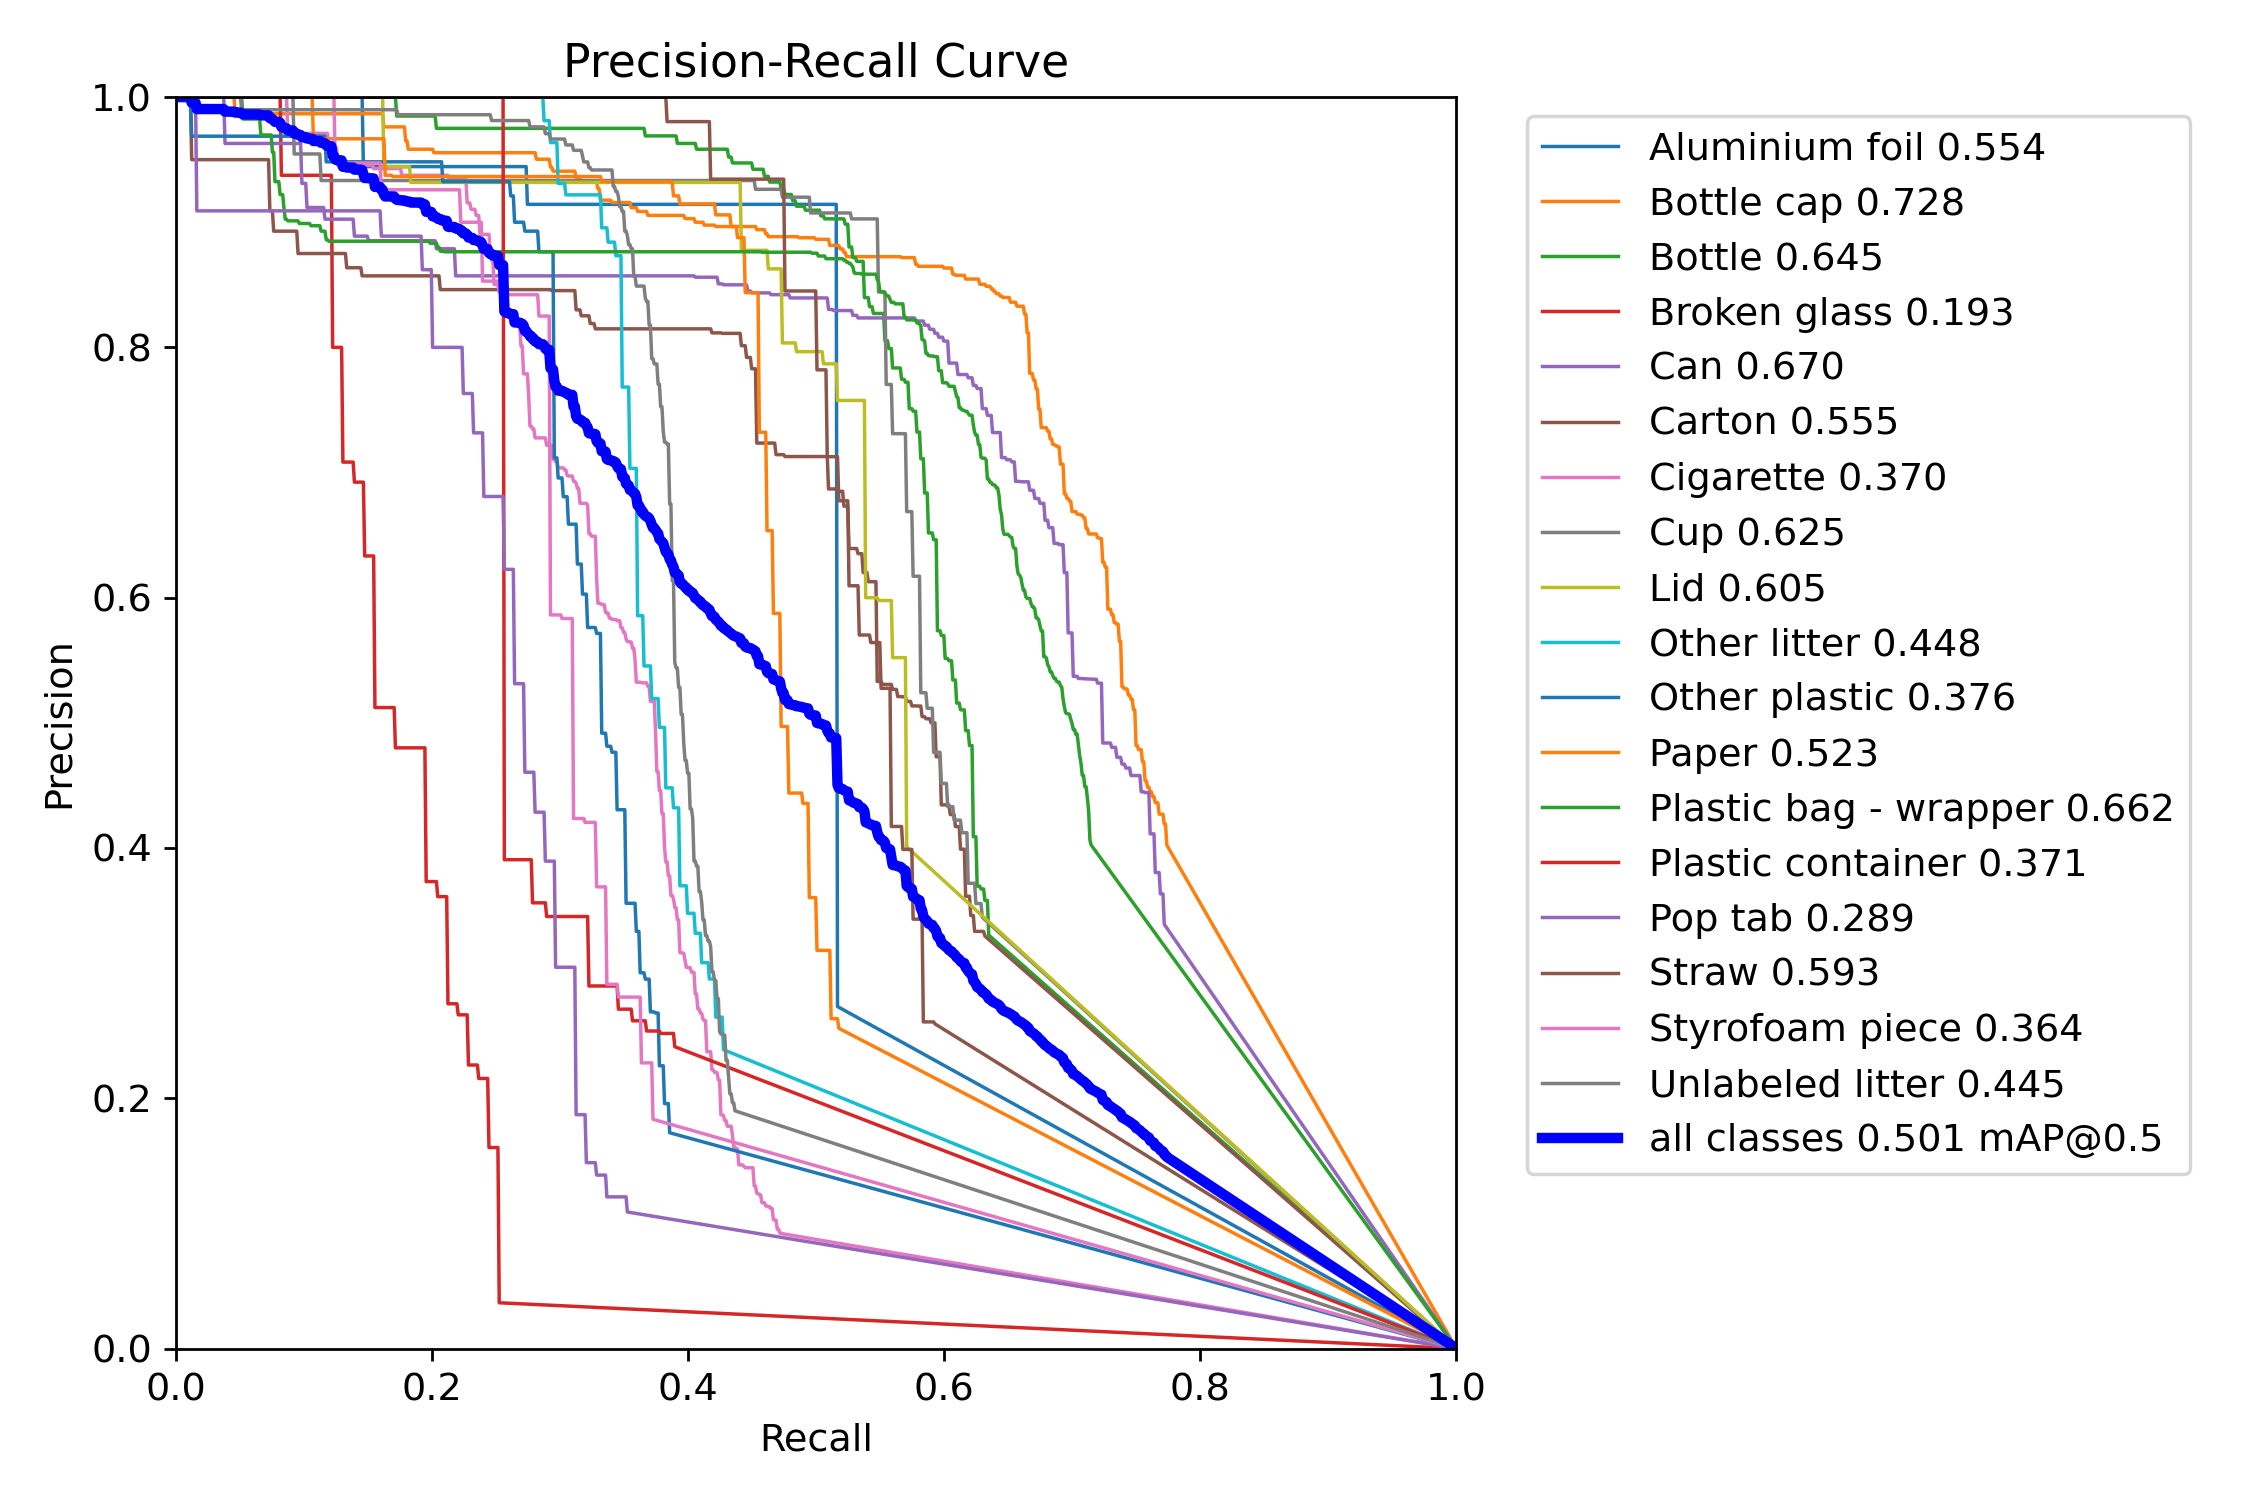 Precision-Recall Curve
1.0
0.8
0.6
0.4
0.2
0.0
Precision
0.0 0.2 0.4 0.6 0.8 1.0
Recall
Aluminium foil 0.554
Bottle cap 0.728
Bottle 0.645
Broken glass 0.193
Can 0.670
Carton 0.555
Cigarette 0.370
Cup 0.625
Lid 0.605
Other litter 0.448
Other plastic 0.376
Paper 0.523
Plastic bag - wrapper 0.662
Plastic container 0.371
Pop tab 0.289
Straw 0.593
Styrofoam piece 0.364
Unlabeled litter 0.445
all classes 0.501 mAP@0.5